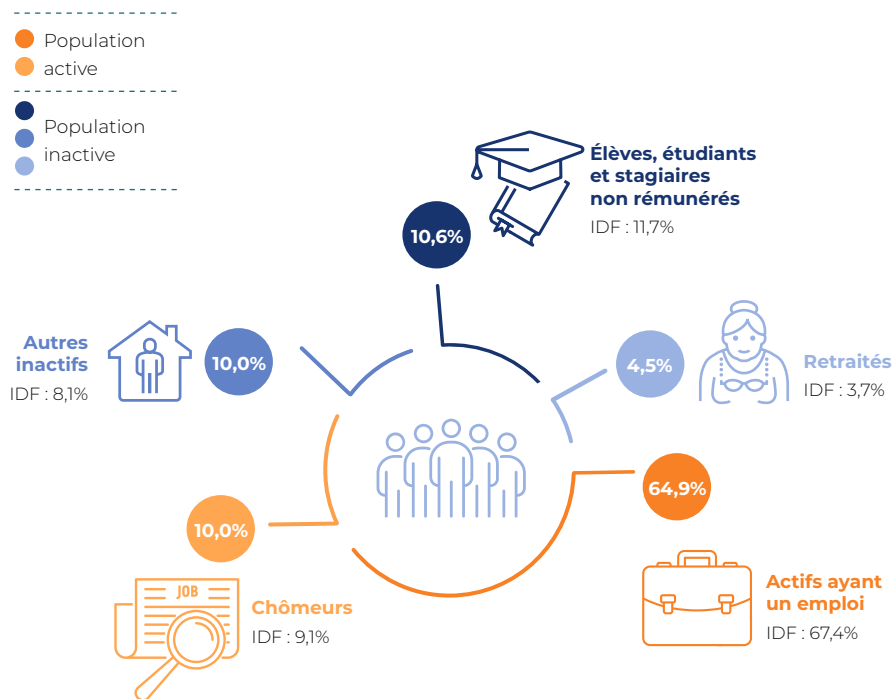 Population
active
Population
inactive
10,6%
Élèves, étudiants
et stagiaires
non rémunérés
IDF : 11,7%
Autres
inactifs
IDF : 8,1%
10,0%
4,5%
Retraités
IDF : 3,7%
64,9%
Actifs ayant
un emploi
IDF : 67,4%
10,0%
JOB
Chômeurs
IDF : 9,1%